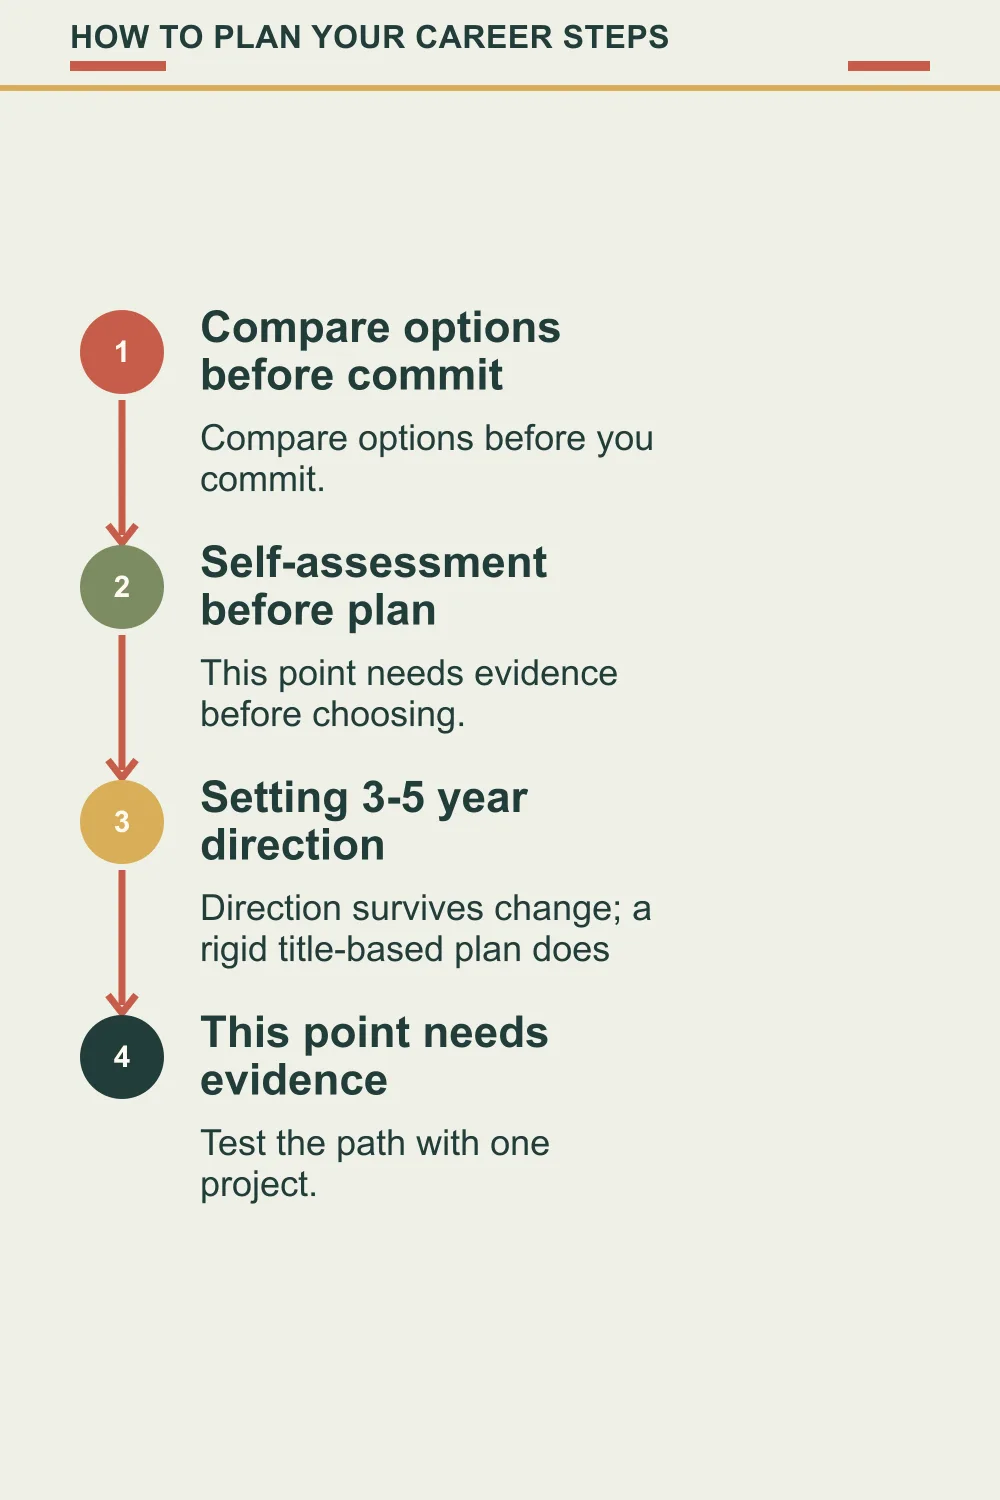 HOW TO PLAN YOUR CAREER STEPS
1
Compare options
before commit
Compare options before you
commit.
2
Self-assessment
before plan
This point needs evidence
before choosing.
3
Setting 3-5 year
direction
Direction survives change; a
rigid title-based plan does
4
This point needs
evidence
Test the path with one
project.